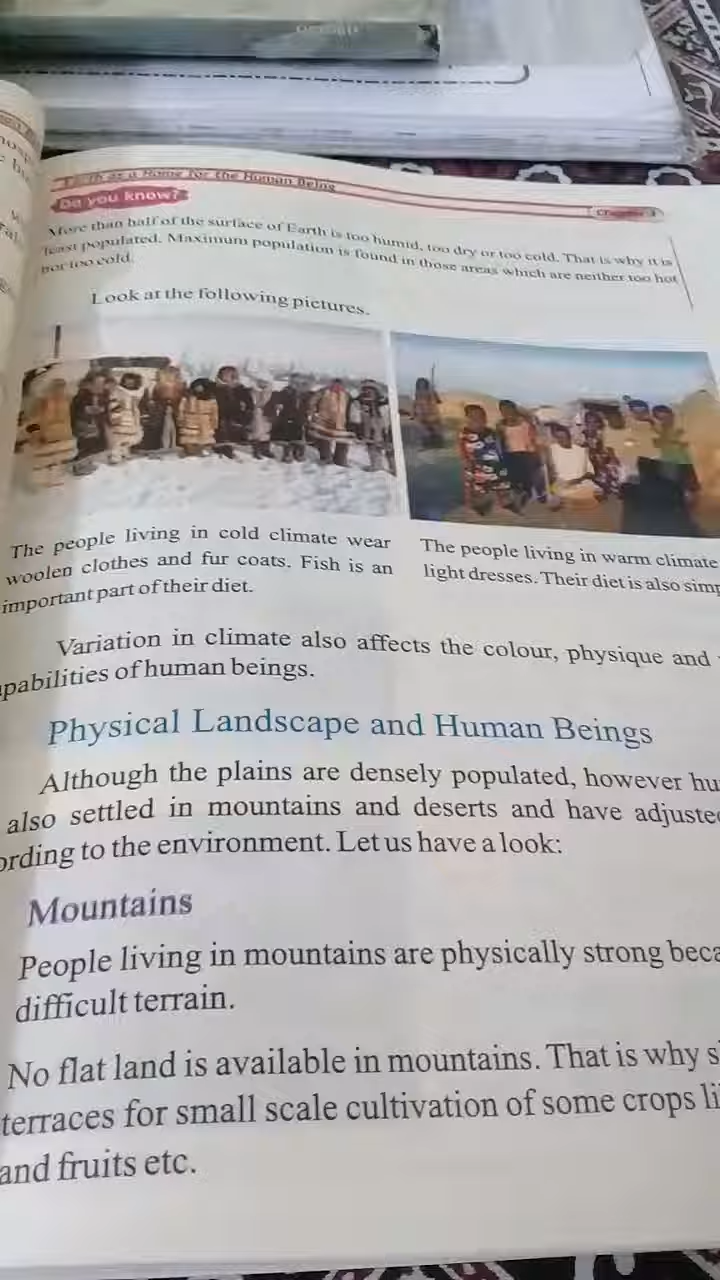 Earth as a Home for the Human Being
Chapter
Do you know?
More than half of the surface of Earth is too humid, too dry or too cold. That is why it is
least populated. Maximum population is found in those areas which are neither too hot
nor too cold.
Look at the following pictures.
The people living in cold climate wear
woolen clothes and fur coats. Fish is an
important part of their diet.
The people living in warm climate
light dresses. Their diet is also
Variation in climate also affects the colour, physique and
of human beings.
Physical Landscape and Human Beings
Although the plains are densely populated, however
also settled in mountains and deserts and have
to the environment. Let us have a look:
Mountains
People living in mountains are physically strong
difficult terrain.
No flat land is available in mountains. That is why
terraces for small scale cultivation of some crops
and fruits etc.